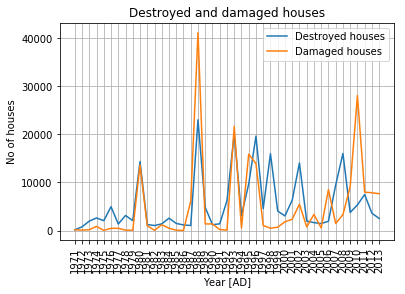 Destroyed and damaged houses
Destroyed houses
Damaged houses
No of houses
40000
30000
20000
10000
0
1971 1972 1973 1974 1975 1976 1977 1978 1979 1980 1981 1982 1983 1984 1985 1986 1987 1988 1989 1990 1991 1992 1993 1994 1995 1996 1997 1998 1999 2000 2001 2002 2003 2004 2005 2006 2007 2008 2009 2010 2011 2012 2013
Year [AD]